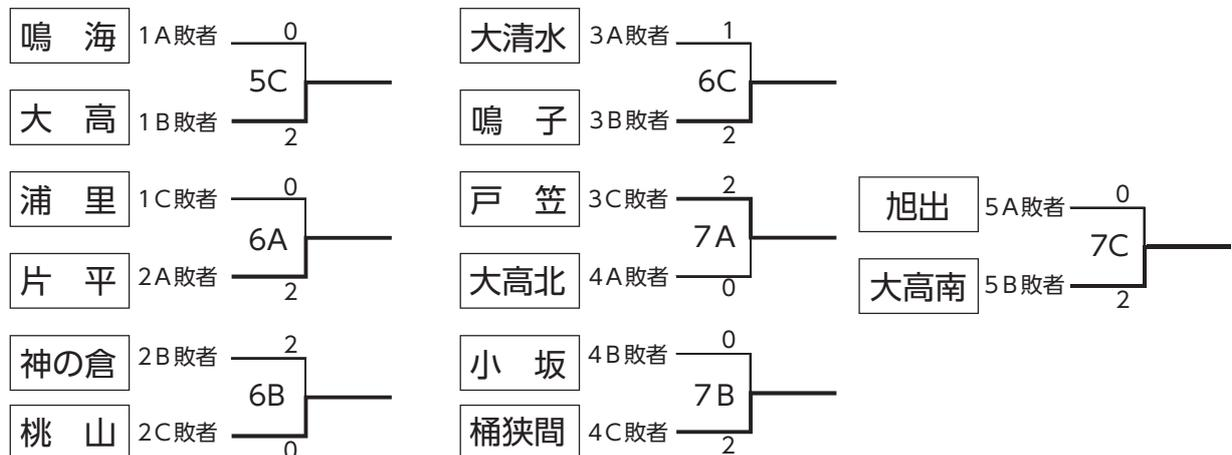 鳴 海 1A敗者 0
5C
大 高 1B敗者 2
浦 里 1C敗者 0
6A
片 平 2A敗者 2
神の倉 2B敗者 2
6B
桃 山 2C敗者 0
大清水 3A敗者 1
6C
鳴 子 3B敗者 2
戸 笠 3C敗者 2
7A
大高北 4A敗者 0
小 坂 4B敗者 0
7B
桶狭間 4C敗者 2
旭出 5A敗者 0
7C
大高南 5B敗者 2